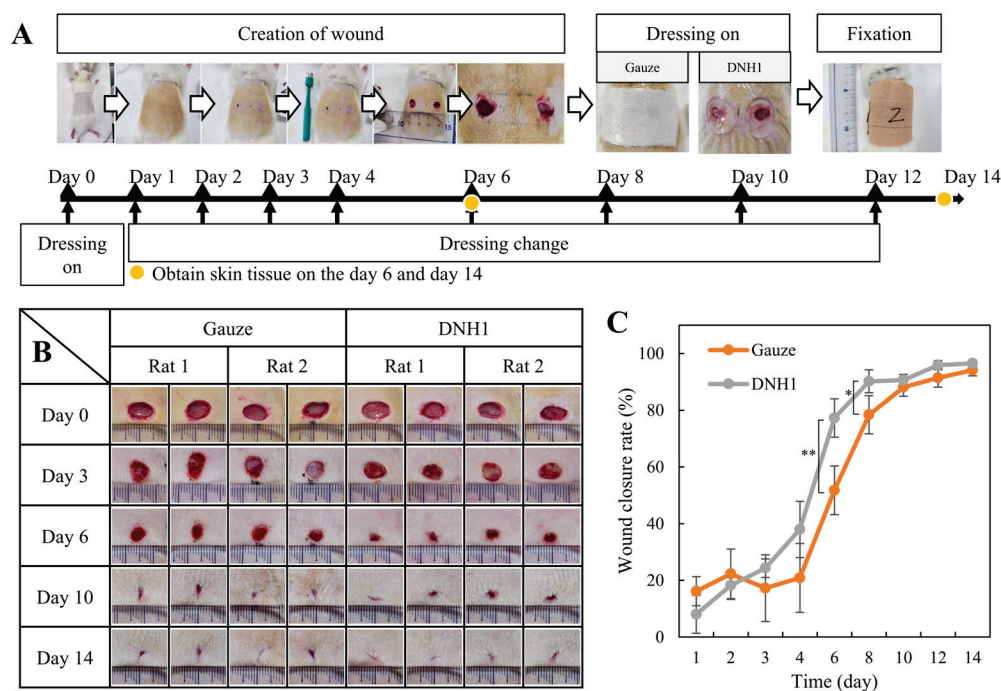 A
Creation of wound
Dressing on
Fixation
Gauze
DNH1
Z
Day 0
Day 1
Day 2
Day 3
Day 4
Day 6
Day 8
Day 10
Day 12
Day 14
Dressing on
Dressing change
Obtain skin tissue on the day 6 and day 14
B
Gauze
DNH1
Rat 1
Rat 2
Rat 1
Rat 2
Day 0
Day 3
Day 6
Day 10
Day 14
C
Gauze
DNH1
Wound closure rate (%)
100
80
60
40
20
0
**
*
1 2 3 4 6 8 10 12 14
Time (day)